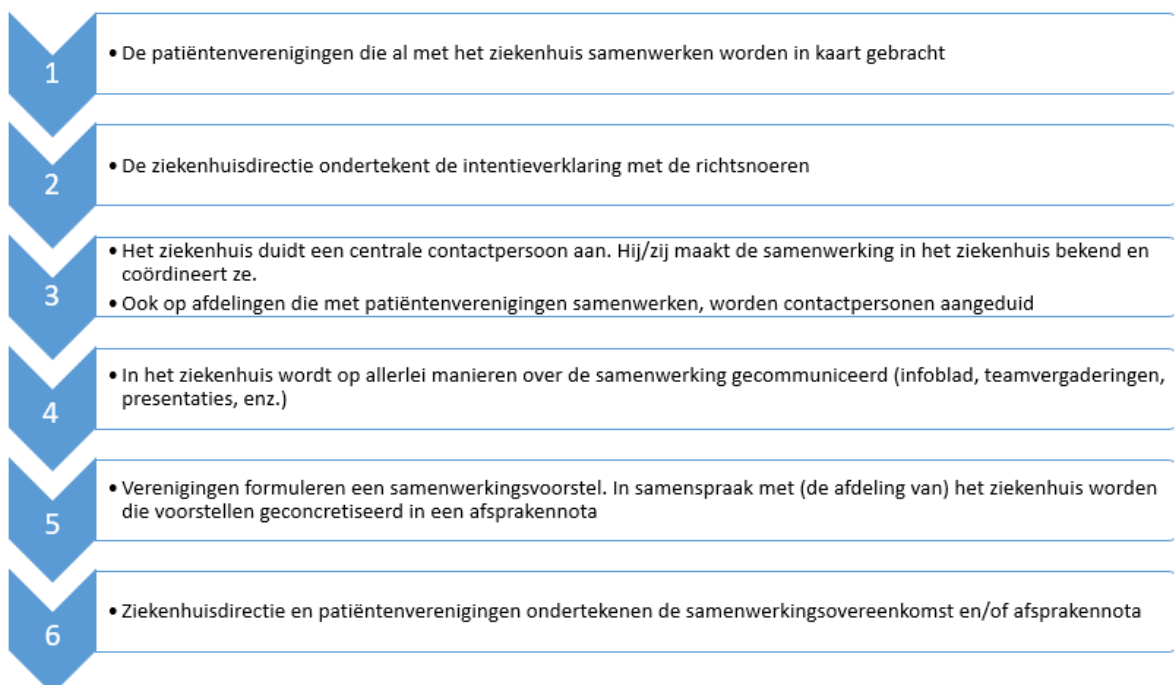 1
• De patiëntenverenigingen die al met het ziekenhuis samenwerken worden in kaart gebracht
2
• De ziekenhuisdirectie ondertekent de intentieverklaring met de richtsnoeren
3
• Het ziekenhuis duidt een centrale contactpersoon aan. Hij/zij maakt de samenwerking in het ziekenhuis bekend en
coördineert ze.
• Ook op afdelingen die met patiëntenverenigingen samenwerken, worden contactpersonen aangeduid
4
• In het ziekenhuis wordt op allerlei manieren over de samenwerking gecommuniceerd (infoblad, teamvergaderingen,
presentaties, enz.)
5
• Verenigingen formuleren een samenwerkingsvoorstel. In samenspraak met (de afdeling van) het ziekenhuis worden
die voorstellen geconcretiseerd in een afsprakennota
6
• Ziekenhuisdirectie en patiëntenverenigingen ondertekenen de samenwerkingsovereenkomst en/of afsprakennota